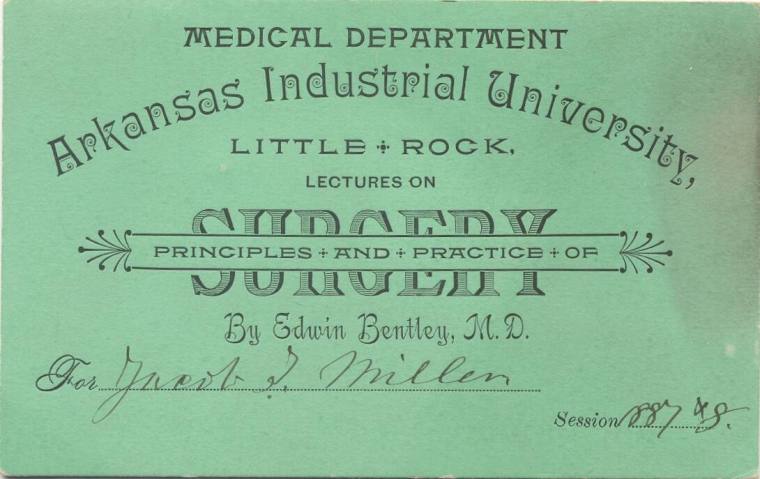 MEDICAL DEPARTMENT
Arkansas Industrial University,
LITTLE ROCK,
LECTURES ON
PRINCIPLES AND PRACTICE OF
SURGERY
By Edwin Bentley, M. D.
For Jacob F. Miller
Session 1887 & 8.